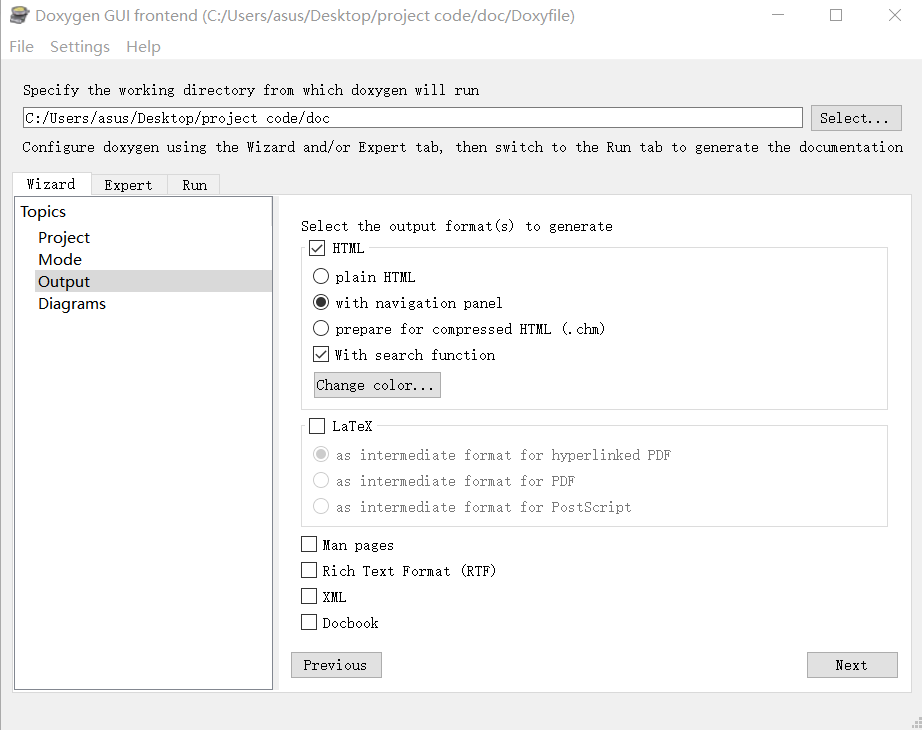 Doxygen GUI frontend (C:/Users/asus/Desktop/project code/doc/Doxyfile)
File Settings Help
Specify the working directory from which doxygen will run
C:/Users/asus/Desktop/project code/doc
Select...
Configure doxygen using the Wizard and/or Expert tab, then switch to the Run tab to generate the documentation
Wizard Expert Run
Topics
Project
Mode
Output
Diagrams
Select the output format(s) to generate
HTML
plain HTML
with navigation panel
prepare for compressed HTML (.chm)
With search function
Change color...
LaTeX
as intermediate format for hyperlinked PDF
as intermediate format for PDF
as intermediate format for PostScript
Man pages
Rich Text Format (RTF)
XML
Docbook
Previous
Next